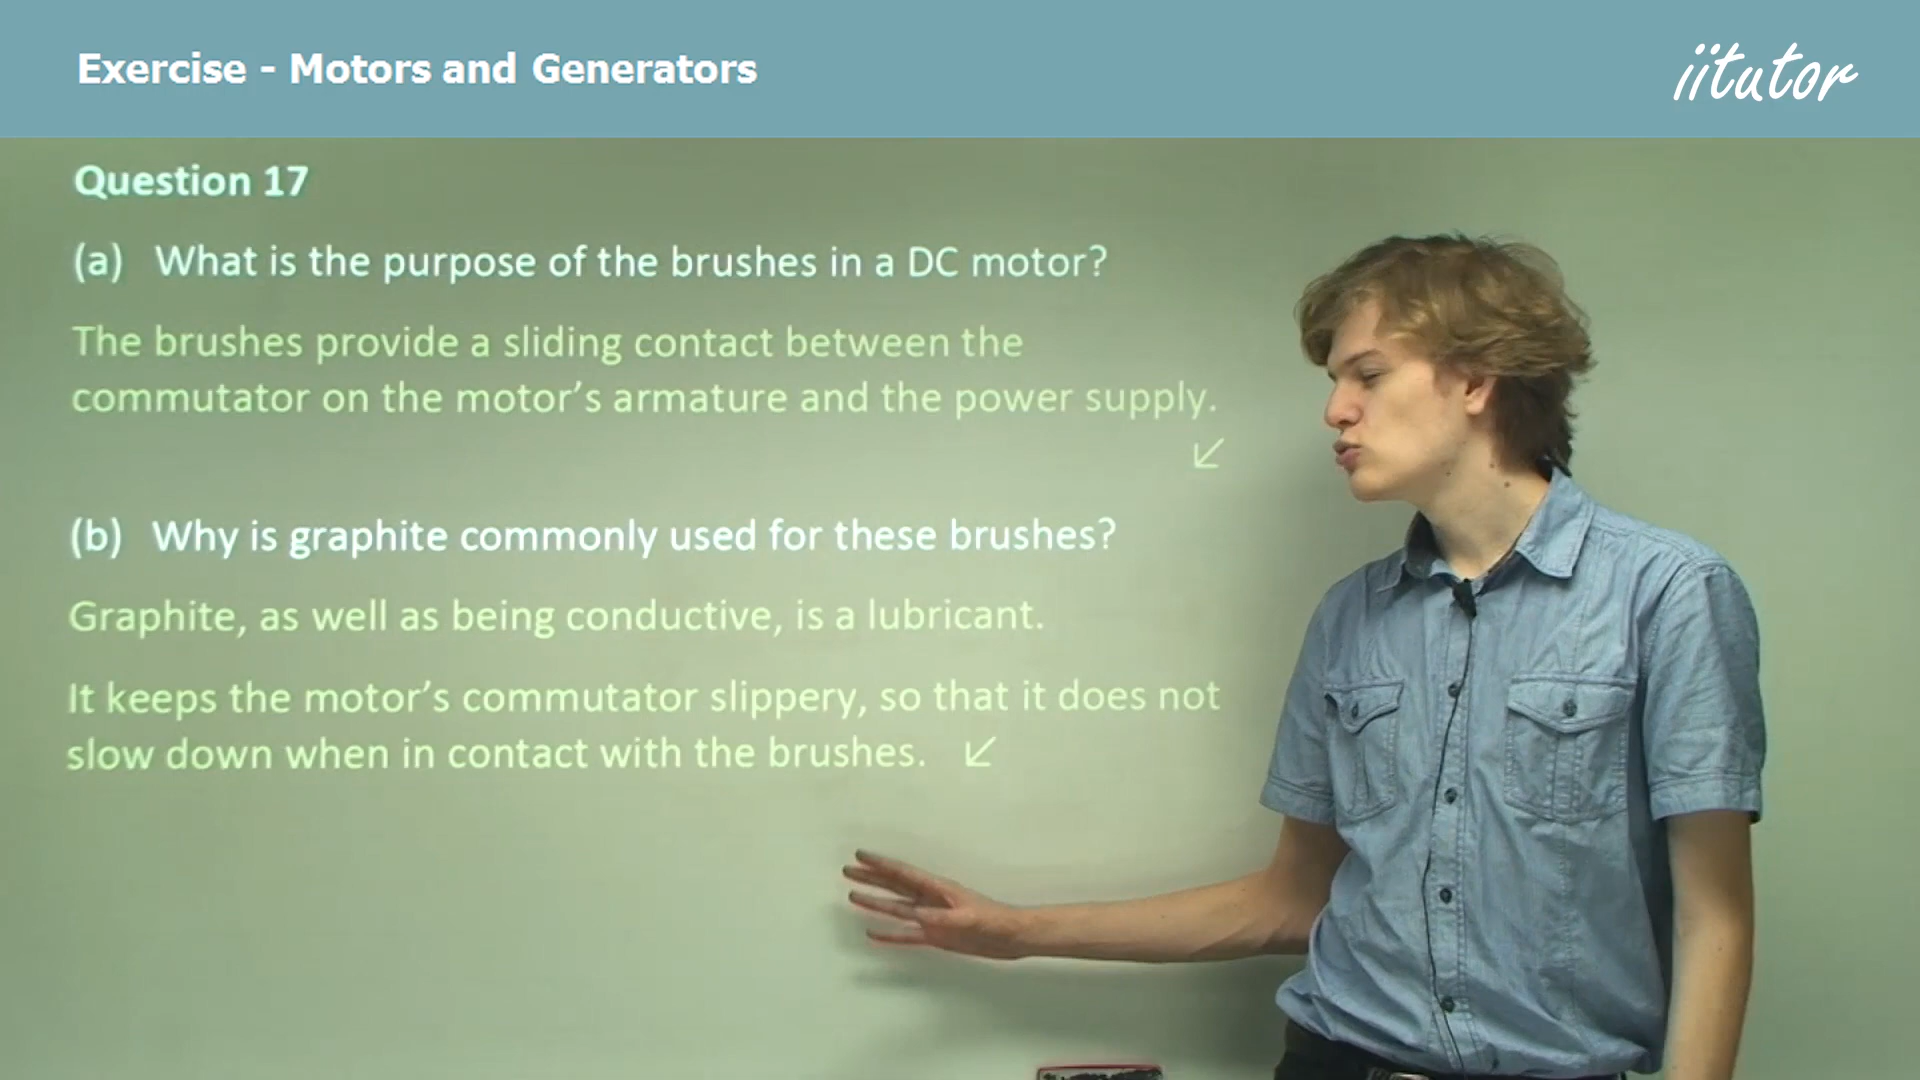 Exercise - Motors and Generators
iitutor
Question 17
(a) What is the purpose of the brushes in a DC motor?
The brushes provide a sliding contact between the
commutator on the motor’s armature and the power supply.
(b) Why is graphite commonly used for these brushes?
Graphite, as well as being conductive, is a lubricant.
It keeps the motor’s commutator slippery, so that it does not
slow down when in contact with the brushes.